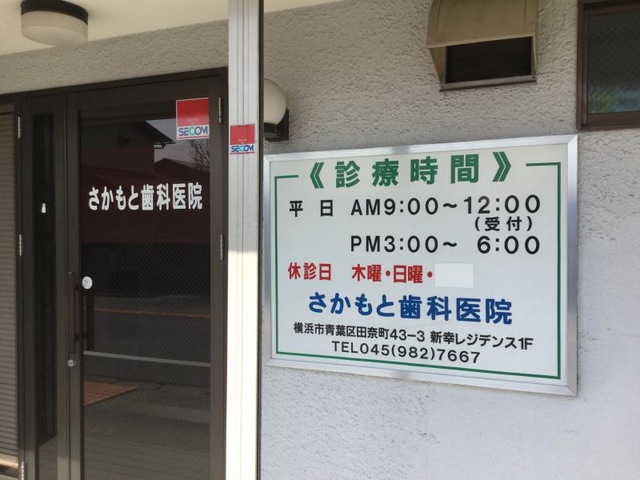 SECOM
SECOM
さかもと歯科医院
《診療時間》
平日 AM9:00〜12:00
(受付)
PM3:00〜 6:00
休診日 木曜・日曜・
さかもと歯科医院
横浜市青葉区田奈町43-3 新幸レジデンス1F
TEL045(982)7667